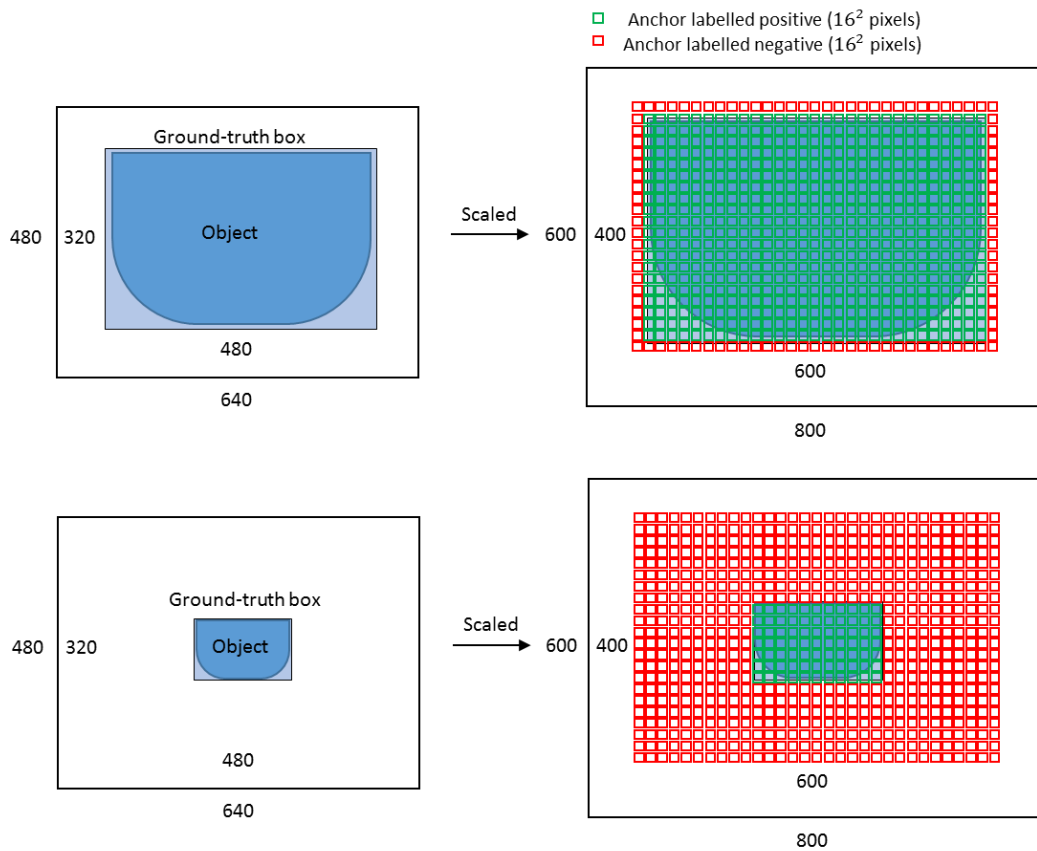 Anchor labelled positive (16² pixels)
Anchor labelled negative (16² pixels)
Ground-truth box
480
320
Object
480
640
Scaled
600
400
600
800
Ground-truth box
480
320
Object
480
640
Scaled
600
400
600
800